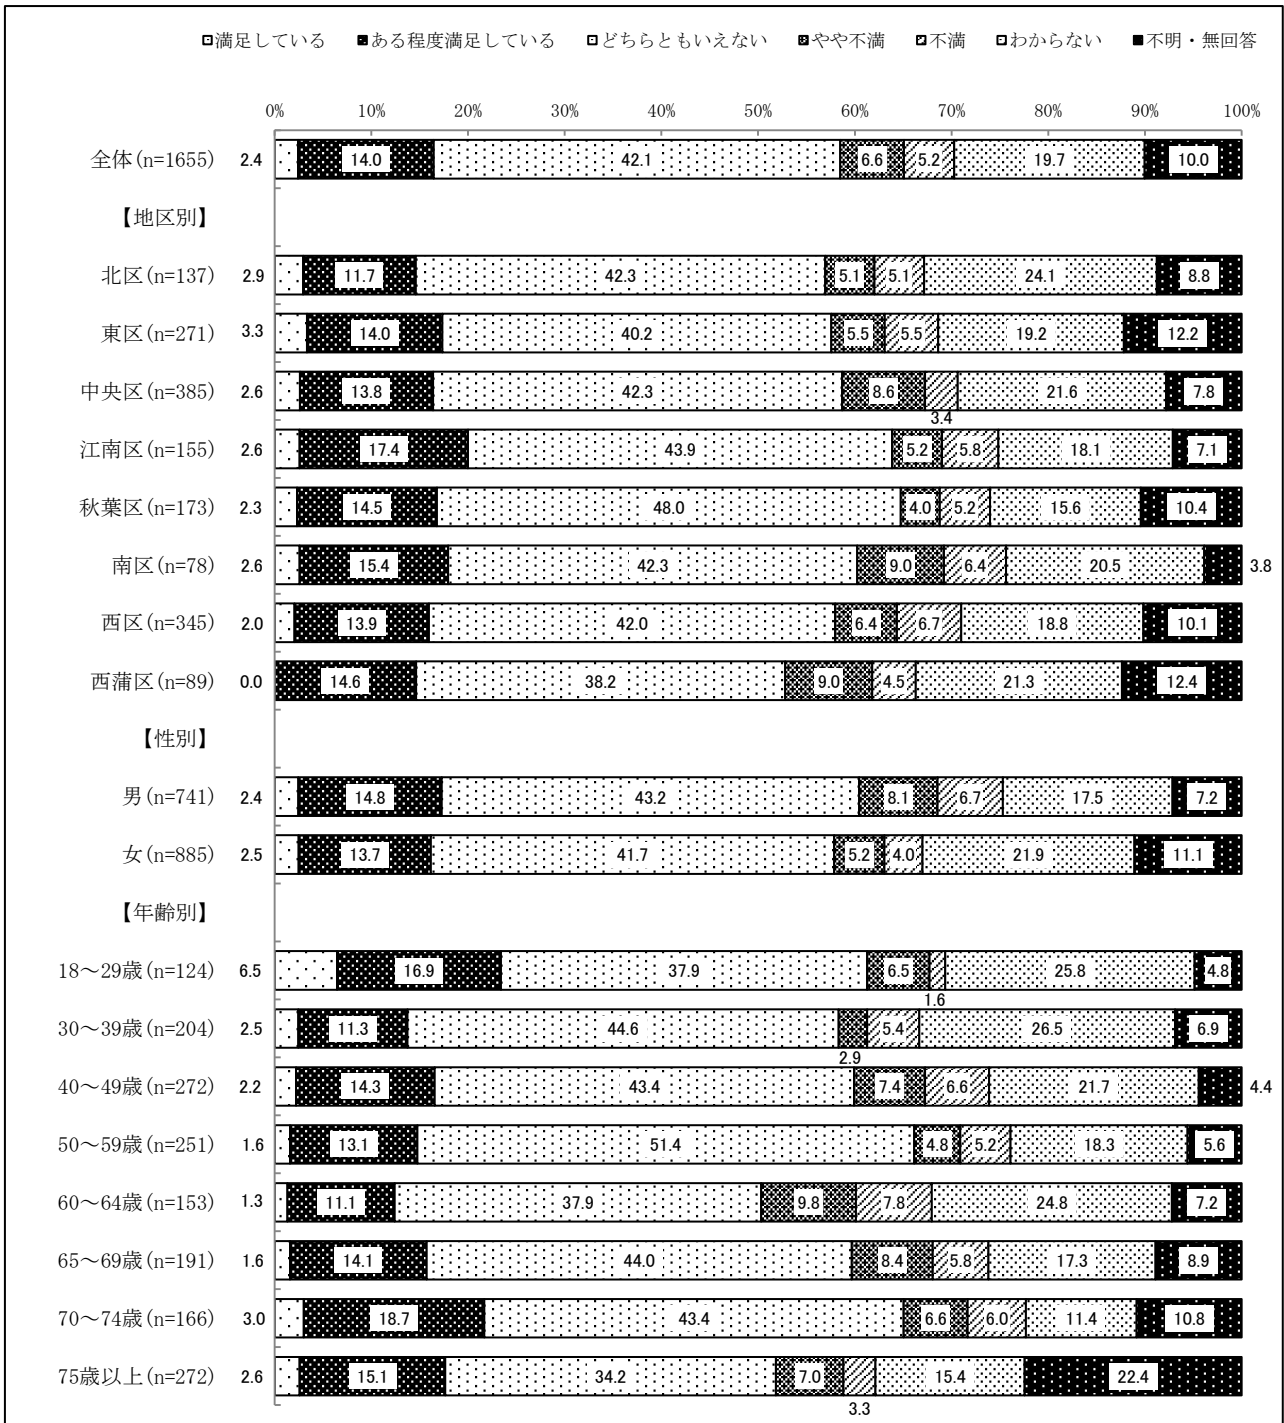 満足している ある程度満足している どちらともいえない やや不満 不満 わからない 不明・無回答
0% 10% 20% 30% 40% 50% 60% 70% 80% 90% 100%
全体(n=1655) 2.4 14.0 42.1 6.6 5.2 19.7 10.0
【地区別】
北区(n=137) 2.9 11.7 42.3 5.1 5.1 24.1 8.8
東区(n=271) 3.3 14.0 40.2 5.5 5.5 19.2 12.2
中央区(n=385) 2.6 13.8 42.3 8.6 3.4 21.6 7.8
江南区(n=155) 2.6 17.4 43.9 5.2 5.8 18.1 7.1
秋葉区(n=173) 2.3 14.5 48.0 4.0 5.2 15.6 10.4
南区(n=78) 2.6 15.4 42.3 9.0 6.4 20.5 3.8
西区(n=345) 2.0 13.9 42.0 6.4 6.7 18.8 10.1
西蒲区(n=89) 0.0 14.6 38.2 9.0 4.5 21.3 12.4
【性別】
男(n=741) 2.4 14.8 43.2 8.1 6.7 17.5 7.2
女(n=885) 2.5 13.7 41.7 5.2 4.0 21.9 11.1
【年齢別】
18～29歳(n=124) 6.5 16.9 37.9 6.5 1.6 25.8 4.8
30～39歳(n=204) 2.5 11.3 44.6 2.9 5.4 26.5 6.9
40～49歳(n=272) 2.2 14.3 43.4 7.4 6.6 21.7 4.4
50～59歳(n=251) 1.6 13.1 51.4 4.8 5.2 18.3 5.6
60～64歳(n=153) 1.3 11.1 37.9 9.8 7.8 24.8 7.2
65～69歳(n=191) 1.6 14.1 44.0 8.4 5.8 17.3 8.9
70～74歳(n=166) 3.0 18.7 43.4 6.6 6.0 11.4 10.8
75歳以上(n=272) 2.6 15.1 34.2 7.0 3.3 15.4 22.4